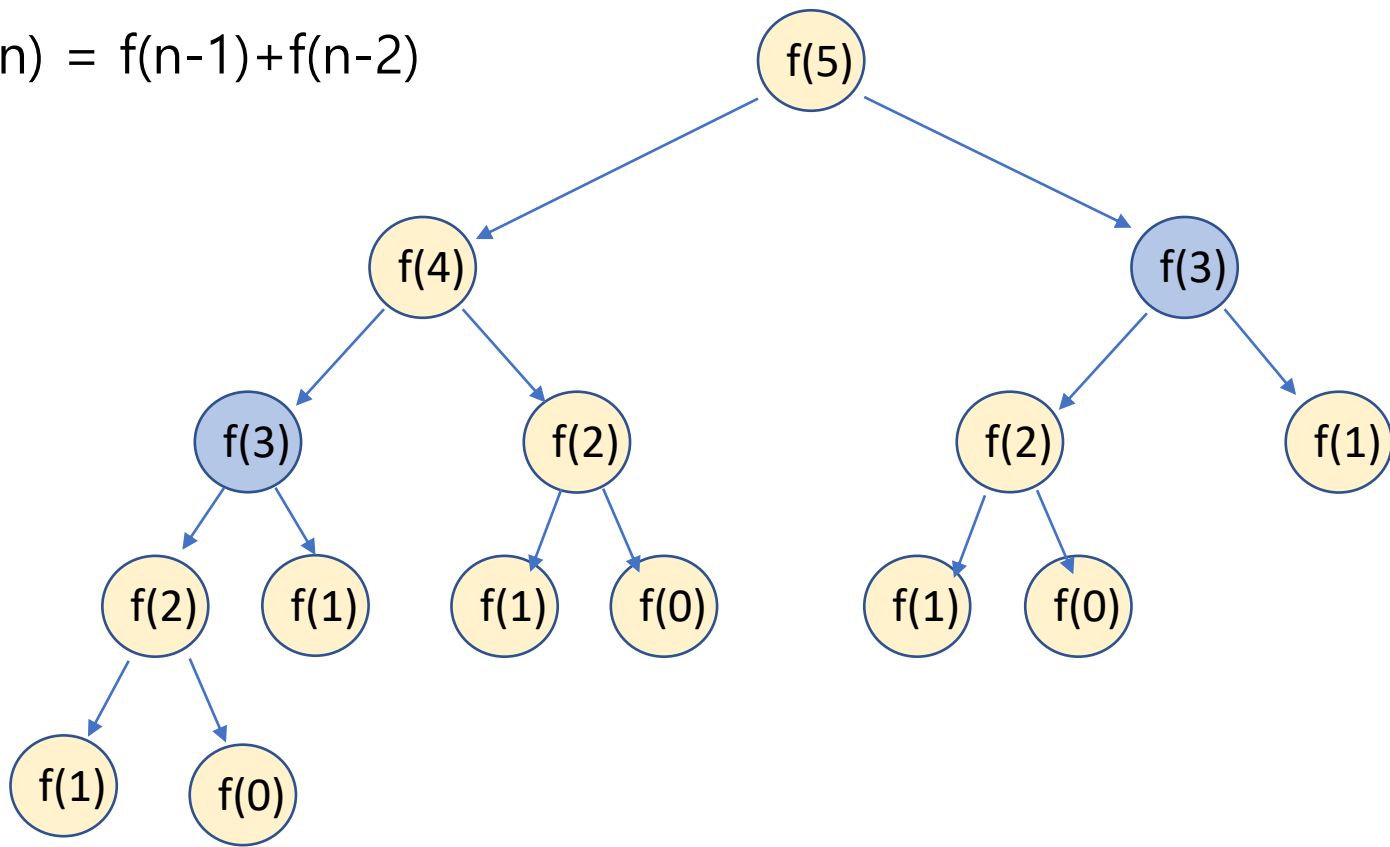 n) = f(n-1)+f(n-2)
f(5)
f(4)
f(3)
f(3)
f(2)
f(2)
f(1)
f(2)
f(1)
f(1)
f(0)
f(1)
f(0)
f(1)
f(0)